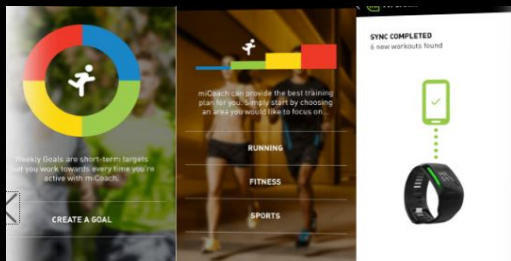 Weekly Goals are short-term targets
you work towards every time you're
active with miCoach.
CREATE A GOAL
miCoach can provide the best training
plan for you. Simply start by choosing
an area you would like to focus on...
RUNNING
FITNESS
SPORTS
SYNC COMPLETED
6 new workouts found